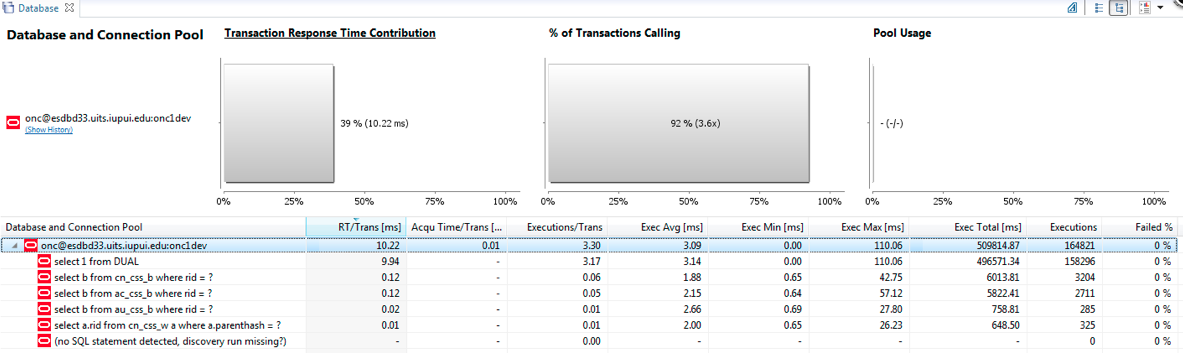 Database
Database and Connection Pool
Transaction Response Time Contribution
% of Transactions Calling
Pool Usage
onc@esdbd33.uits.iupui.edu:onc1dev
(Show History)
39 % (10.22 ms)
92 % (3.6x)
- (-/-)
0% 25% 50% 75% 100%
0% 25% 50% 75% 100%
0% 25% 50% 75% 100%
Database and Connection Pool RT/Trans [ms] Acqu Time/Trans [... Executions/Trans Exec Avg [ms] Exec Min [ms] Exec Max [ms] Exec Total [ms] Executions Failed %
onc@esdbd33.uits.iupui.edu:onc1dev 10.22 0.01 3.30 3.09 0.00 110.06 509814.87 164821 0 %
select 1 from DUAL 9.94 - 3.17 3.14 0.00 110.06 496571.34 158296 0 %
select b from cn_css_b where rid = ? 0.12 - 0.06 1.88 0.65 42.75 6013.81 3204 0 %
select b from ac_css_b where rid = ? 0.12 - 0.05 2.15 0.64 57.12 5822.41 2711 0 %
select b from au_css_b where rid = ? 0.02 - 0.01 2.66 0.69 27.80 758.81 285 0 %
select a.rid from cn_css_w a where a.parenthash = ? 0.01 - 0.01 2.00 0.65 26.23 648.50 325 0 %
(no SQL statement detected, discovery run missing?) - - 0.00 - - - - 0 0 %